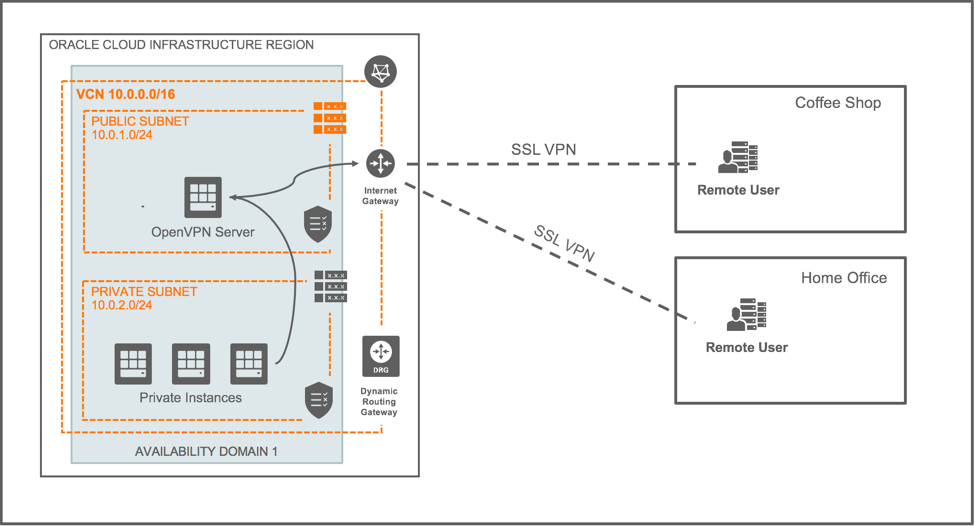 ORACLE CLOUD INFRASTRUCTURE REGION
VCN 10.0.0.0/16
PUBLIC SUBNET
10.0.1.0/24
X.X.X
X.X.X
X.X.X
OpenVPN Server
Internet
Gateway
PRIVATE SUBNET
10.0.2.0/24
X.X.X
X.X.X
X.X.X
Private Instances
DRG
Dynamic
Routing
Gateway
AVAILABILITY DOMAIN 1
SSL VPN
SSL VPN
Coffee Shop
Remote User
Home Office
Remote User